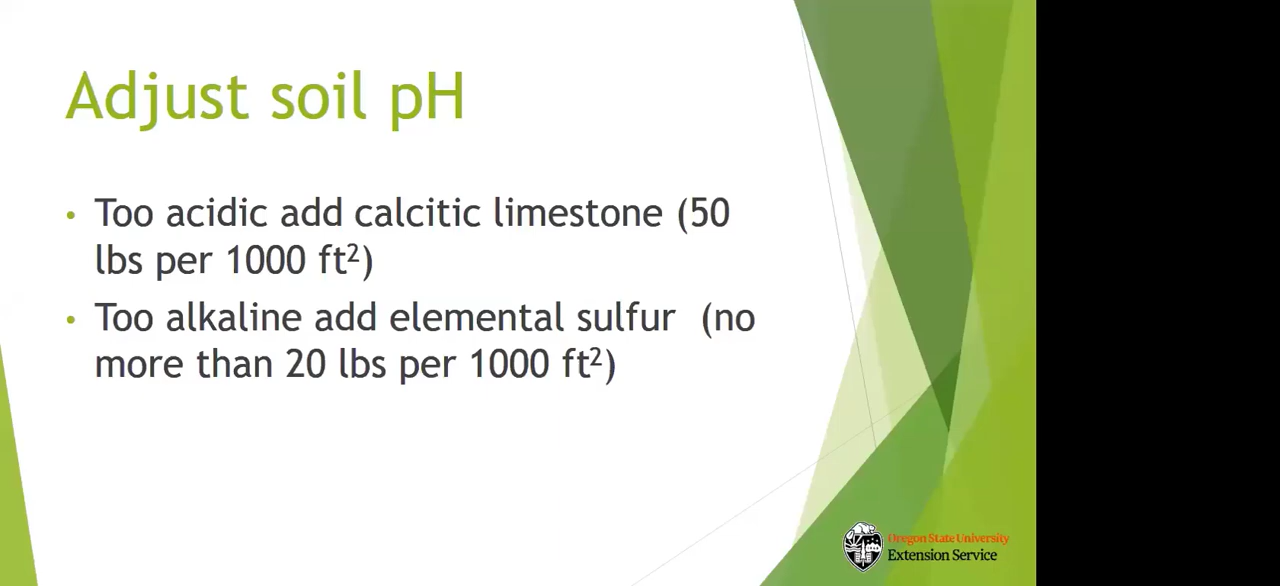 Adjust soil pH
• Too acidic add calcitic limestone (50
lbs per 1000 ft²)
• Too alkaline add elemental sulfur (no
more than 20 lbs per 1000 ft²)
Oregon State University
Extension Service